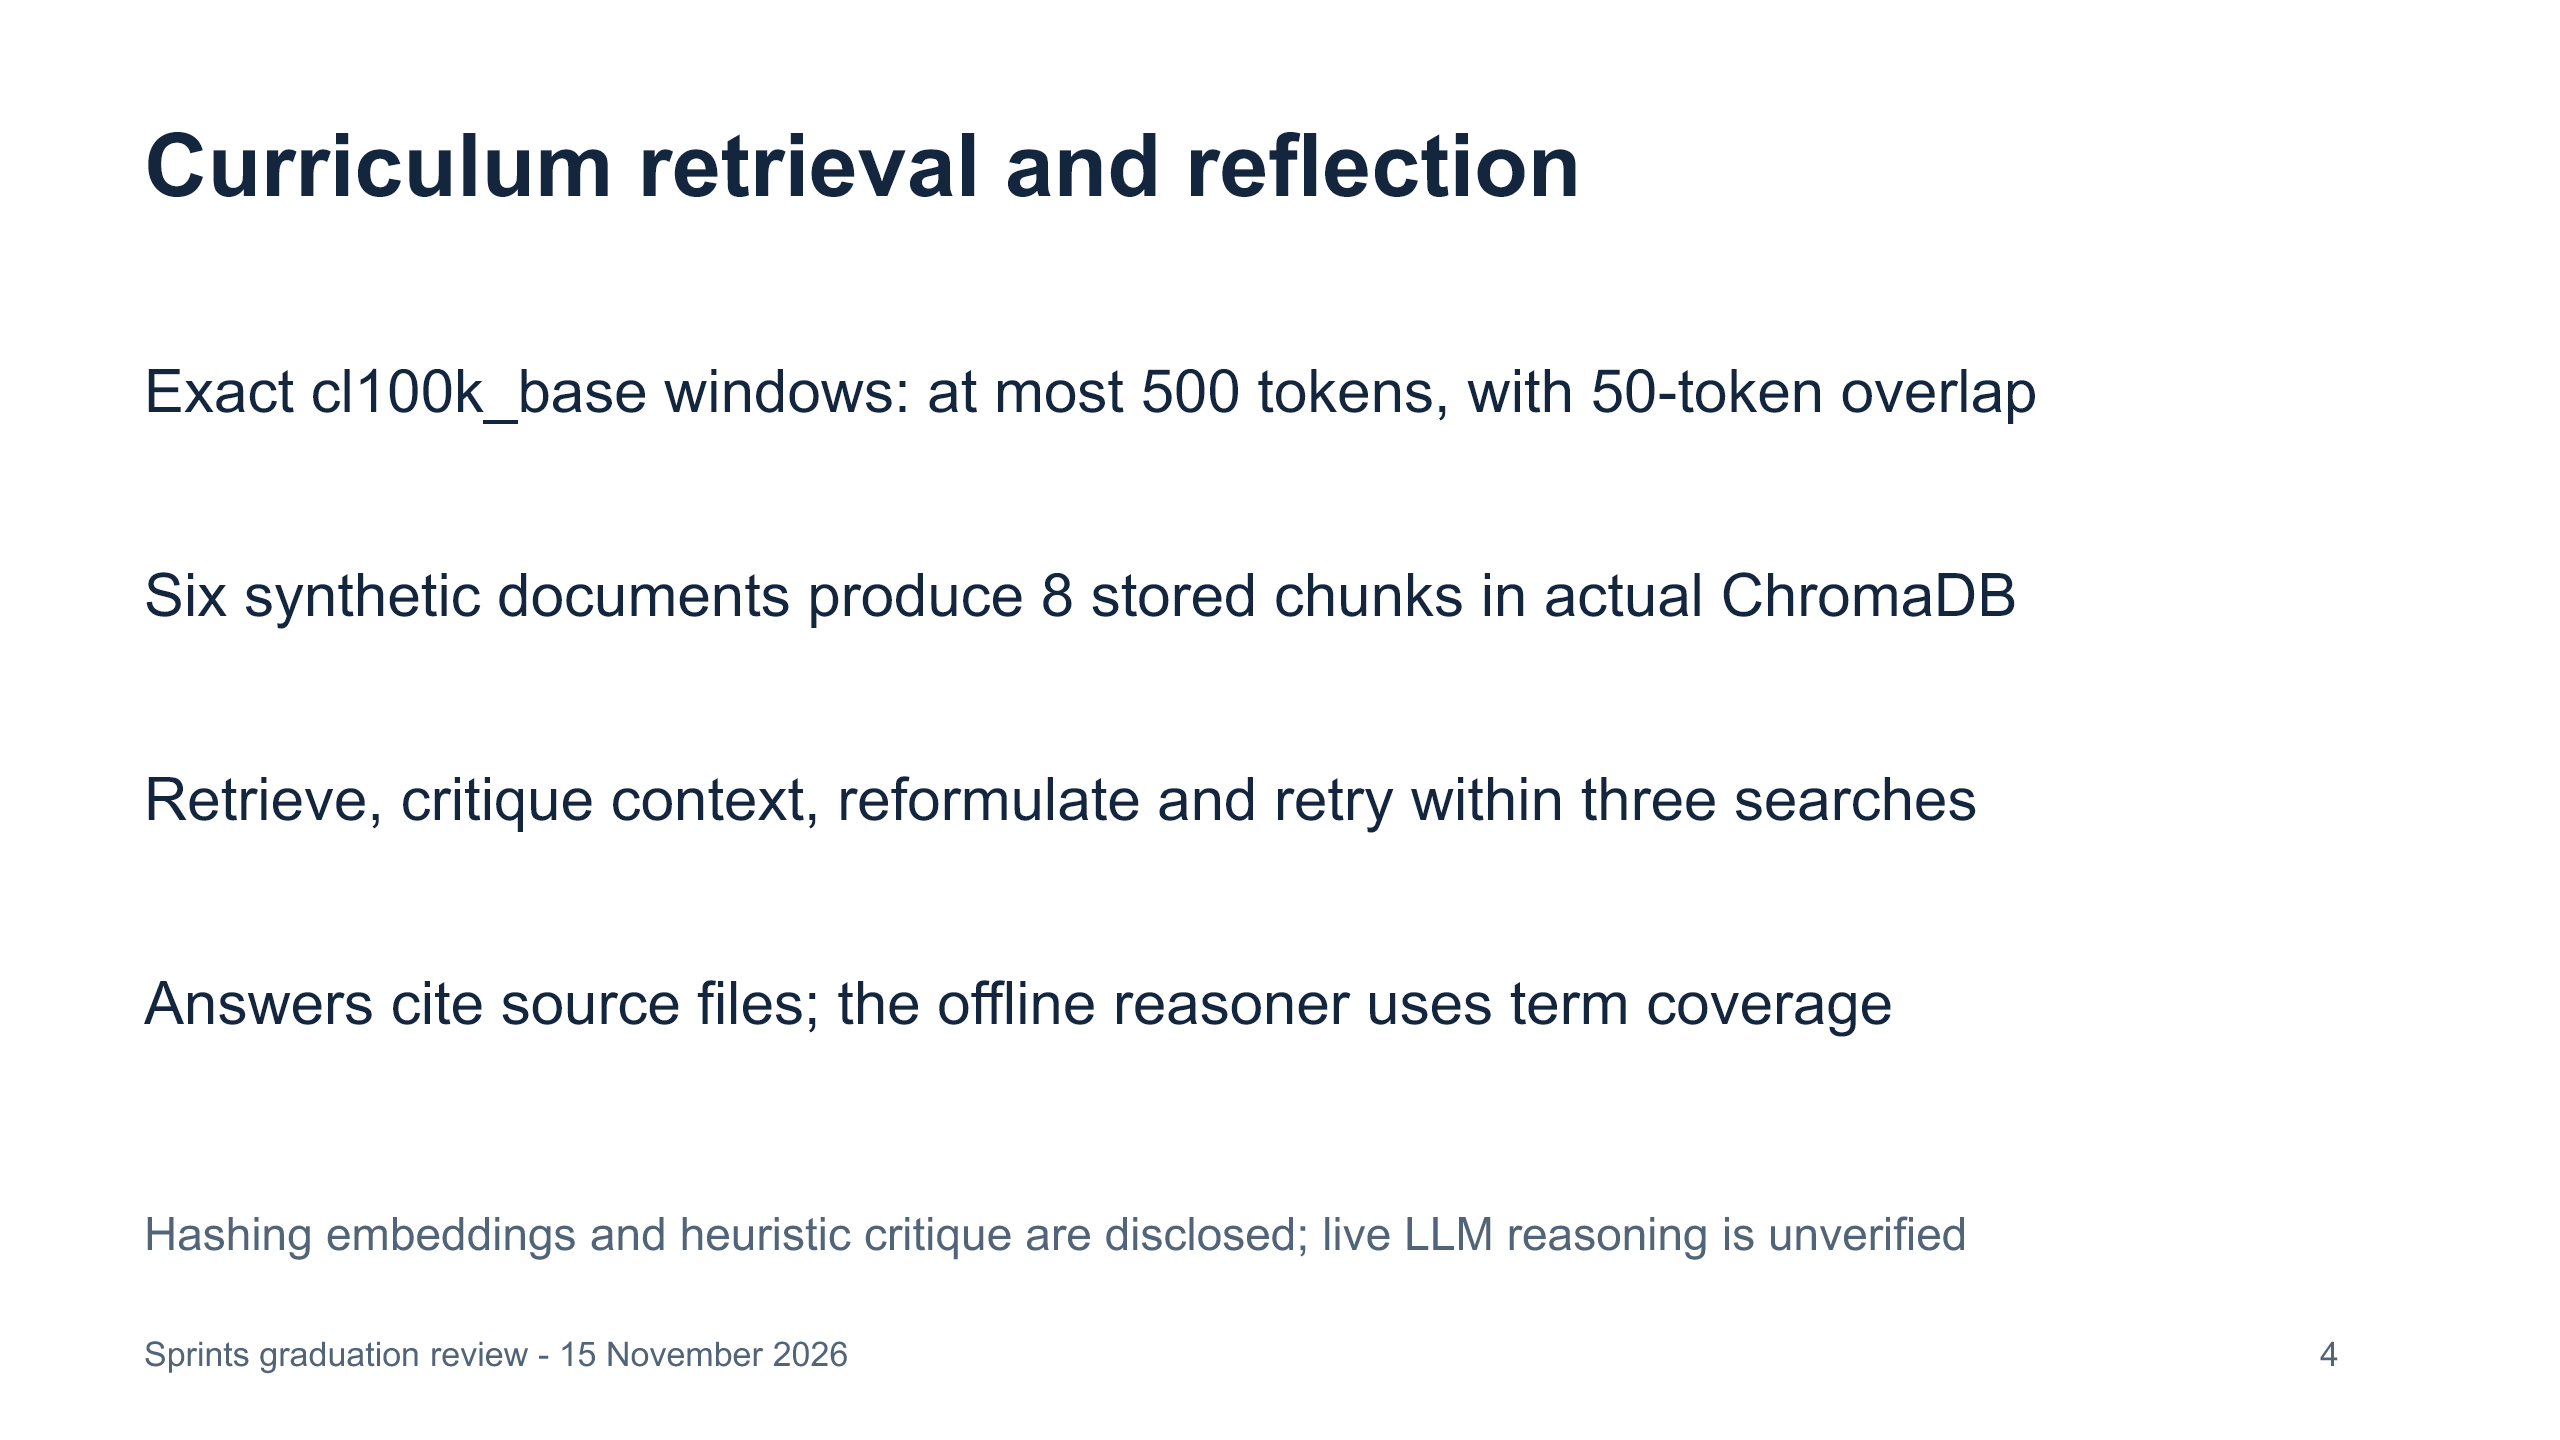 Curriculum retrieval and reflection
Exact cl100k_base windows: at most 500 tokens, with 50-token overlap
Six synthetic documents produce 8 stored chunks in actual ChromaDB
Retrieve, critique context, reformulate and retry within three searches
Answers cite source files; the offline reasoner uses term coverage
Hashing embeddings and heuristic critique are disclosed; live LLM reasoning is unverified
Sprints graduation review - 15 November 2026
4